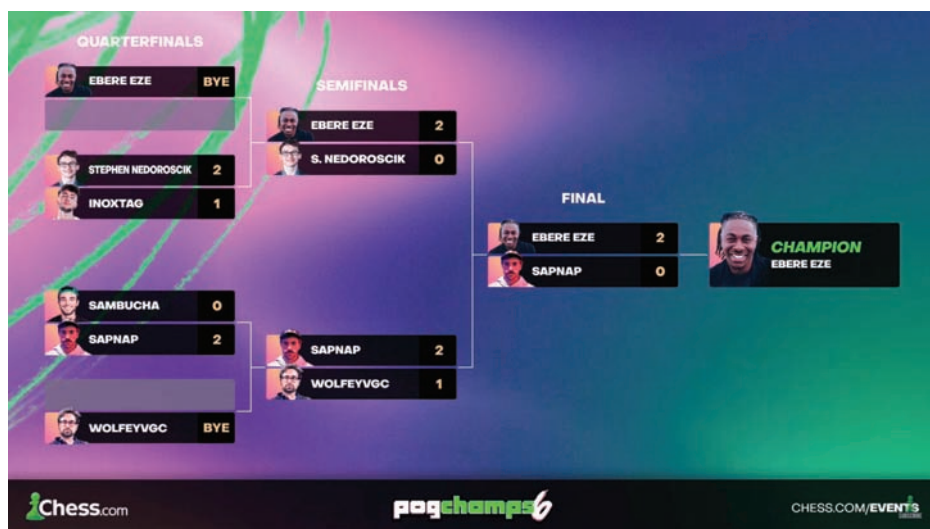 QUARTERFINALS
EBERE EZE BYE
STEPHEN NEDOROSCIK 2
INOXTAG 1
SAMBUCHA 0
SAPNAP 2
WOLFEYVGC BYE
SEMIFINALS
EBERE EZE 2
S. NEDOROSCIK 0
SAPNAP 2
WOLFEYVGC 1
FINAL
EBERE EZE 2
SAPNAP 0
CHAMPION
EBERE EZE
Chess.com
pogchamps6
CHESS.COM/EVENTS